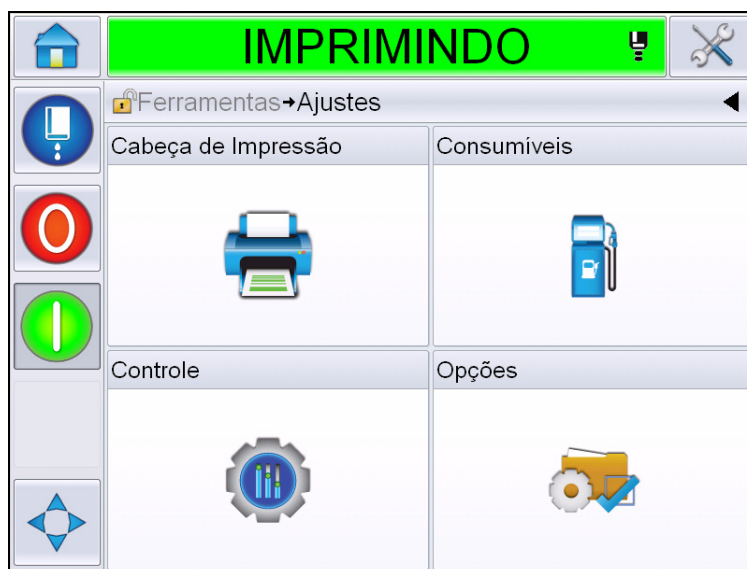 IMPRIMINDO
Ferramentas→Ajustes
Cabeça de Impressão
Consumíveis
Controle
Opções